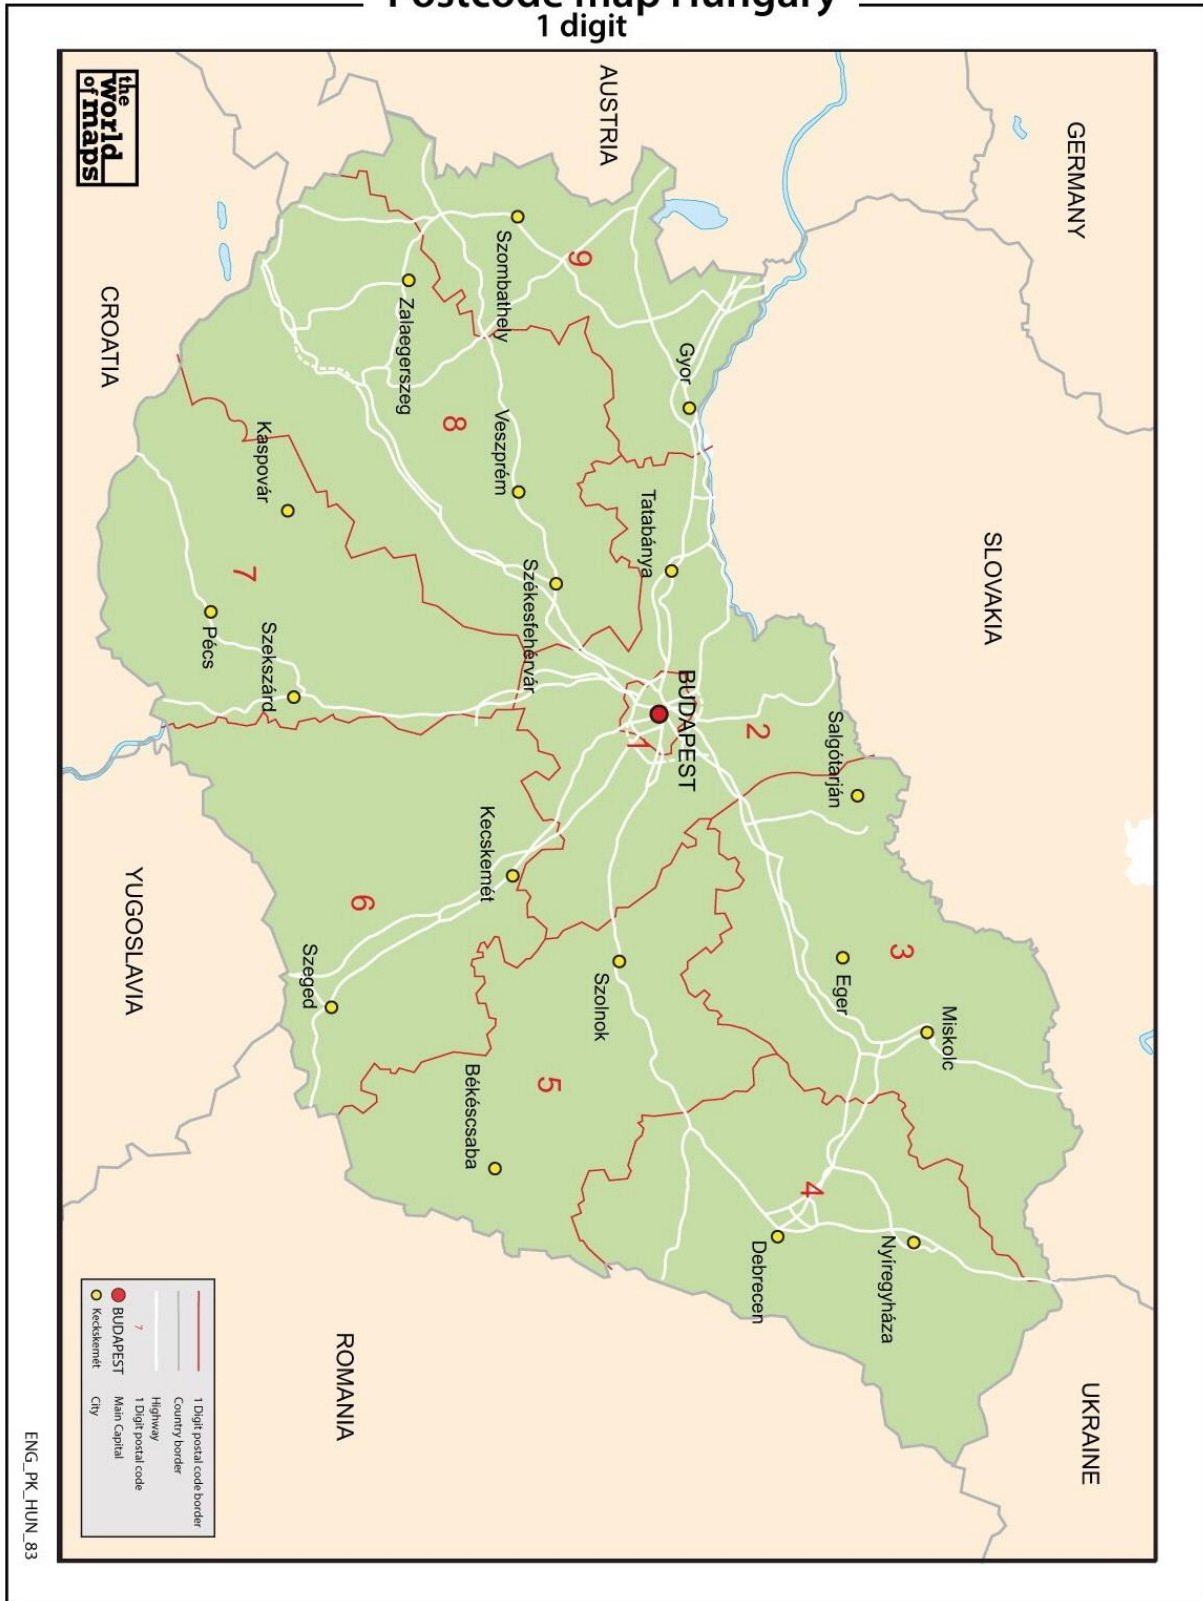 Postcode map Hungary
1 digit
the
world
of maps
AUSTRIA
GERMANY
SLOVAKIA
UKRAINE
ROMANIA
YUGOSLAVIA
CROATIA
9
Szombathely
Gyor
Zalaegerszeg
8
Veszprém
Kaspovár
Tatabánya
Székesfehérvár
7
Pécs
Szekszárd
BUDAPEST
1
2
Salgótarján
Kecskemét
6
Szeged
3
Eger
Miskolc
Szolnok
5
Békéscsaba
4
Debrecen
Nyíregyháza
1 Digit postal code border
Country border
Highway
7 1 Digit postal code
BUDAPEST Main Capital
Keckskemét City
ENG_PK_HUN_83